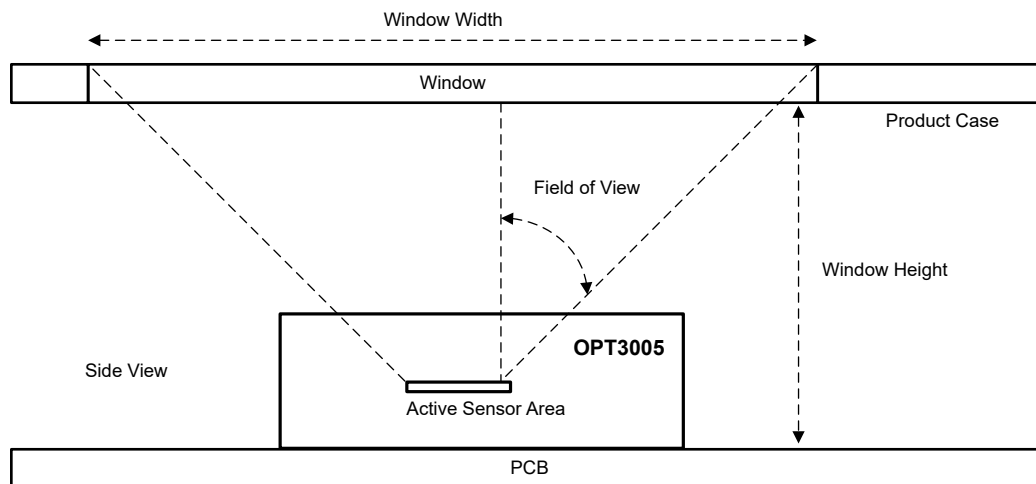 Window Width
Window
Product Case
Field of View
Window Height
OPT3005
Side View
Active Sensor Area
PCB